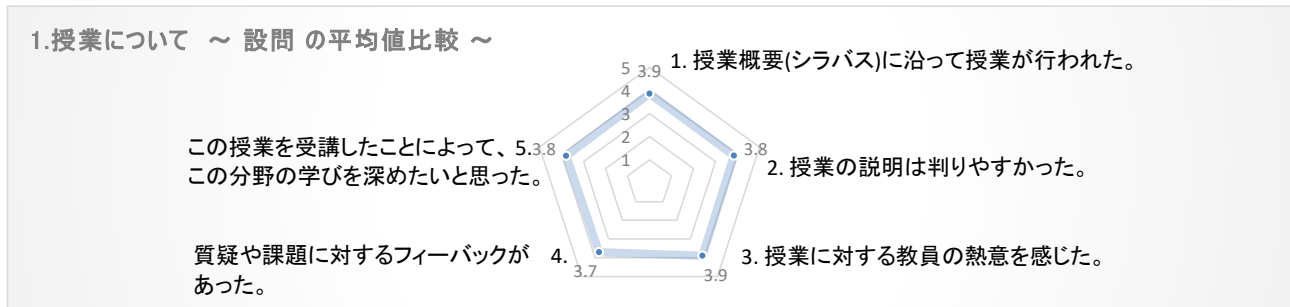 1.授業について ～ 設問 の平均値比較 ～
1. 授業概要(シラバス)に沿って授業が行われた。
5
3.9
4
3
2
1
3.8
2. 授業の説明は判りやすかった。
この授業を受講したことによって、 5.
3.8
この分野の学びを深めたいと思った。
質疑や課題に対するフィーバックが 4.
あった。
3.7
3. 授業に対する教員の熱意を感じた。
3.9